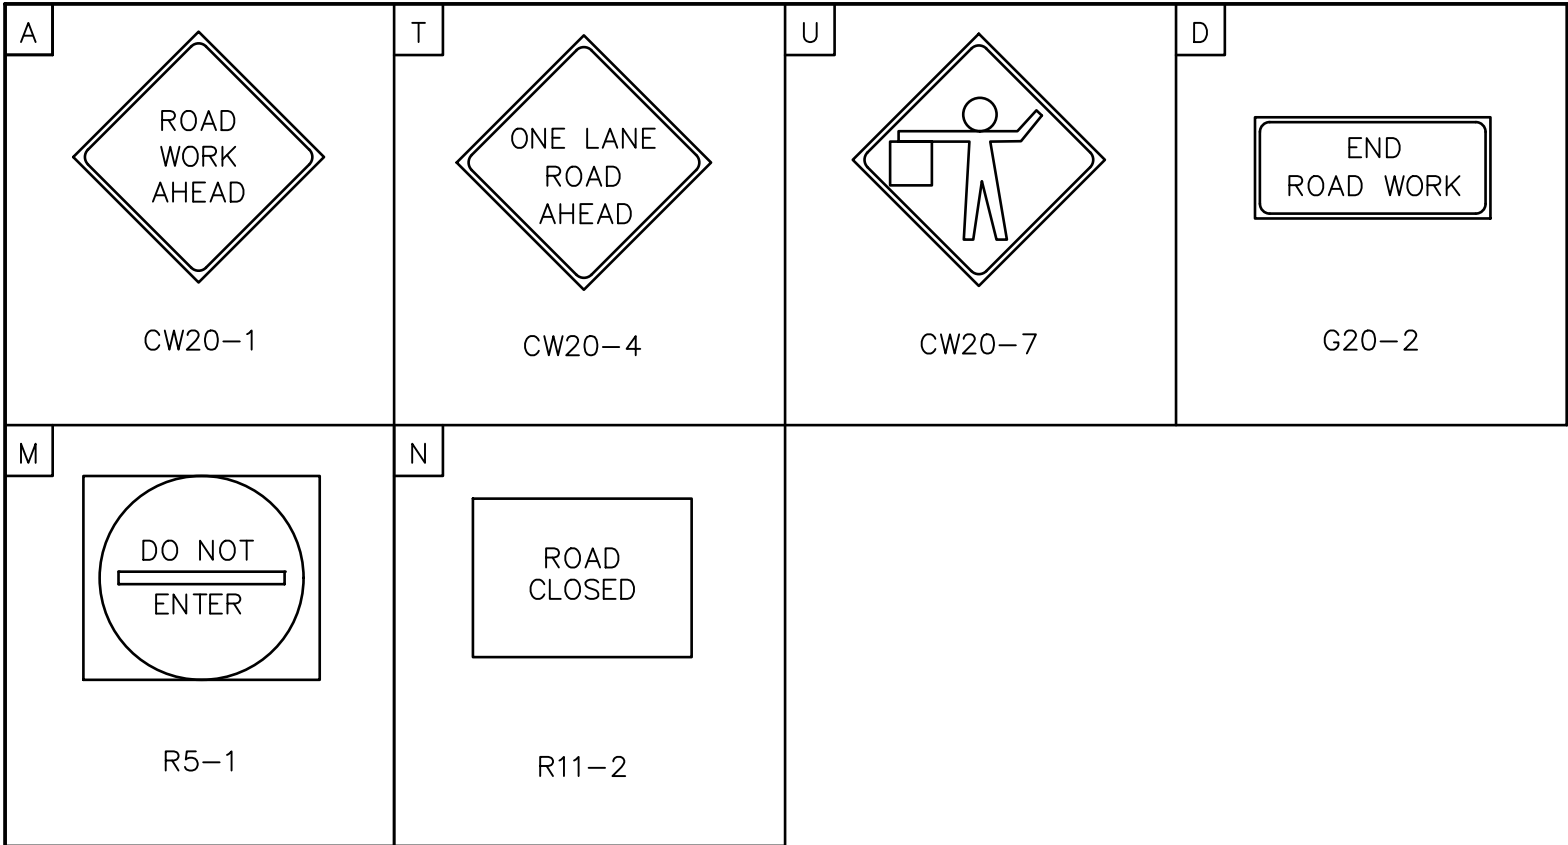 A
ROAD
WORK
AHEAD
CW20-1
T
ONE LANE
ROAD
AHEAD
CW20-4
U
CW20-7
D
END
ROAD WORK
G20-2
M
DO NOT
ENTER
R5-1
N
ROAD
CLOSED
R11-2